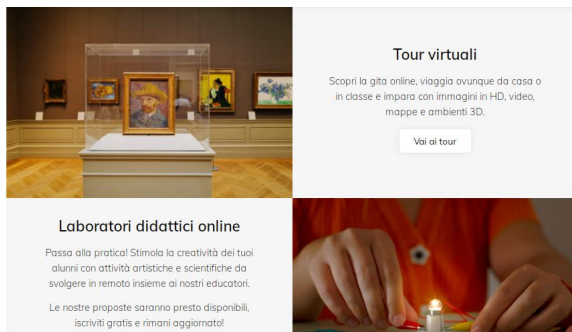 Tour virtuali
Scopri la gita online, viaggia ovunque da casa o
in classe e impara con immagini in HD, video,
mappe e ambienti 3D.
Vai ai tour
Laboratori didattici online
Passa alla pratica! Stimola la creatività dei tuoi
alunni con attività artistiche e scientifiche da
svolgere in remoto insieme ai nostri educatori.
Le nostre proposte saranno presto disponibili,
iscriviti gratis e rimani aggiornato!